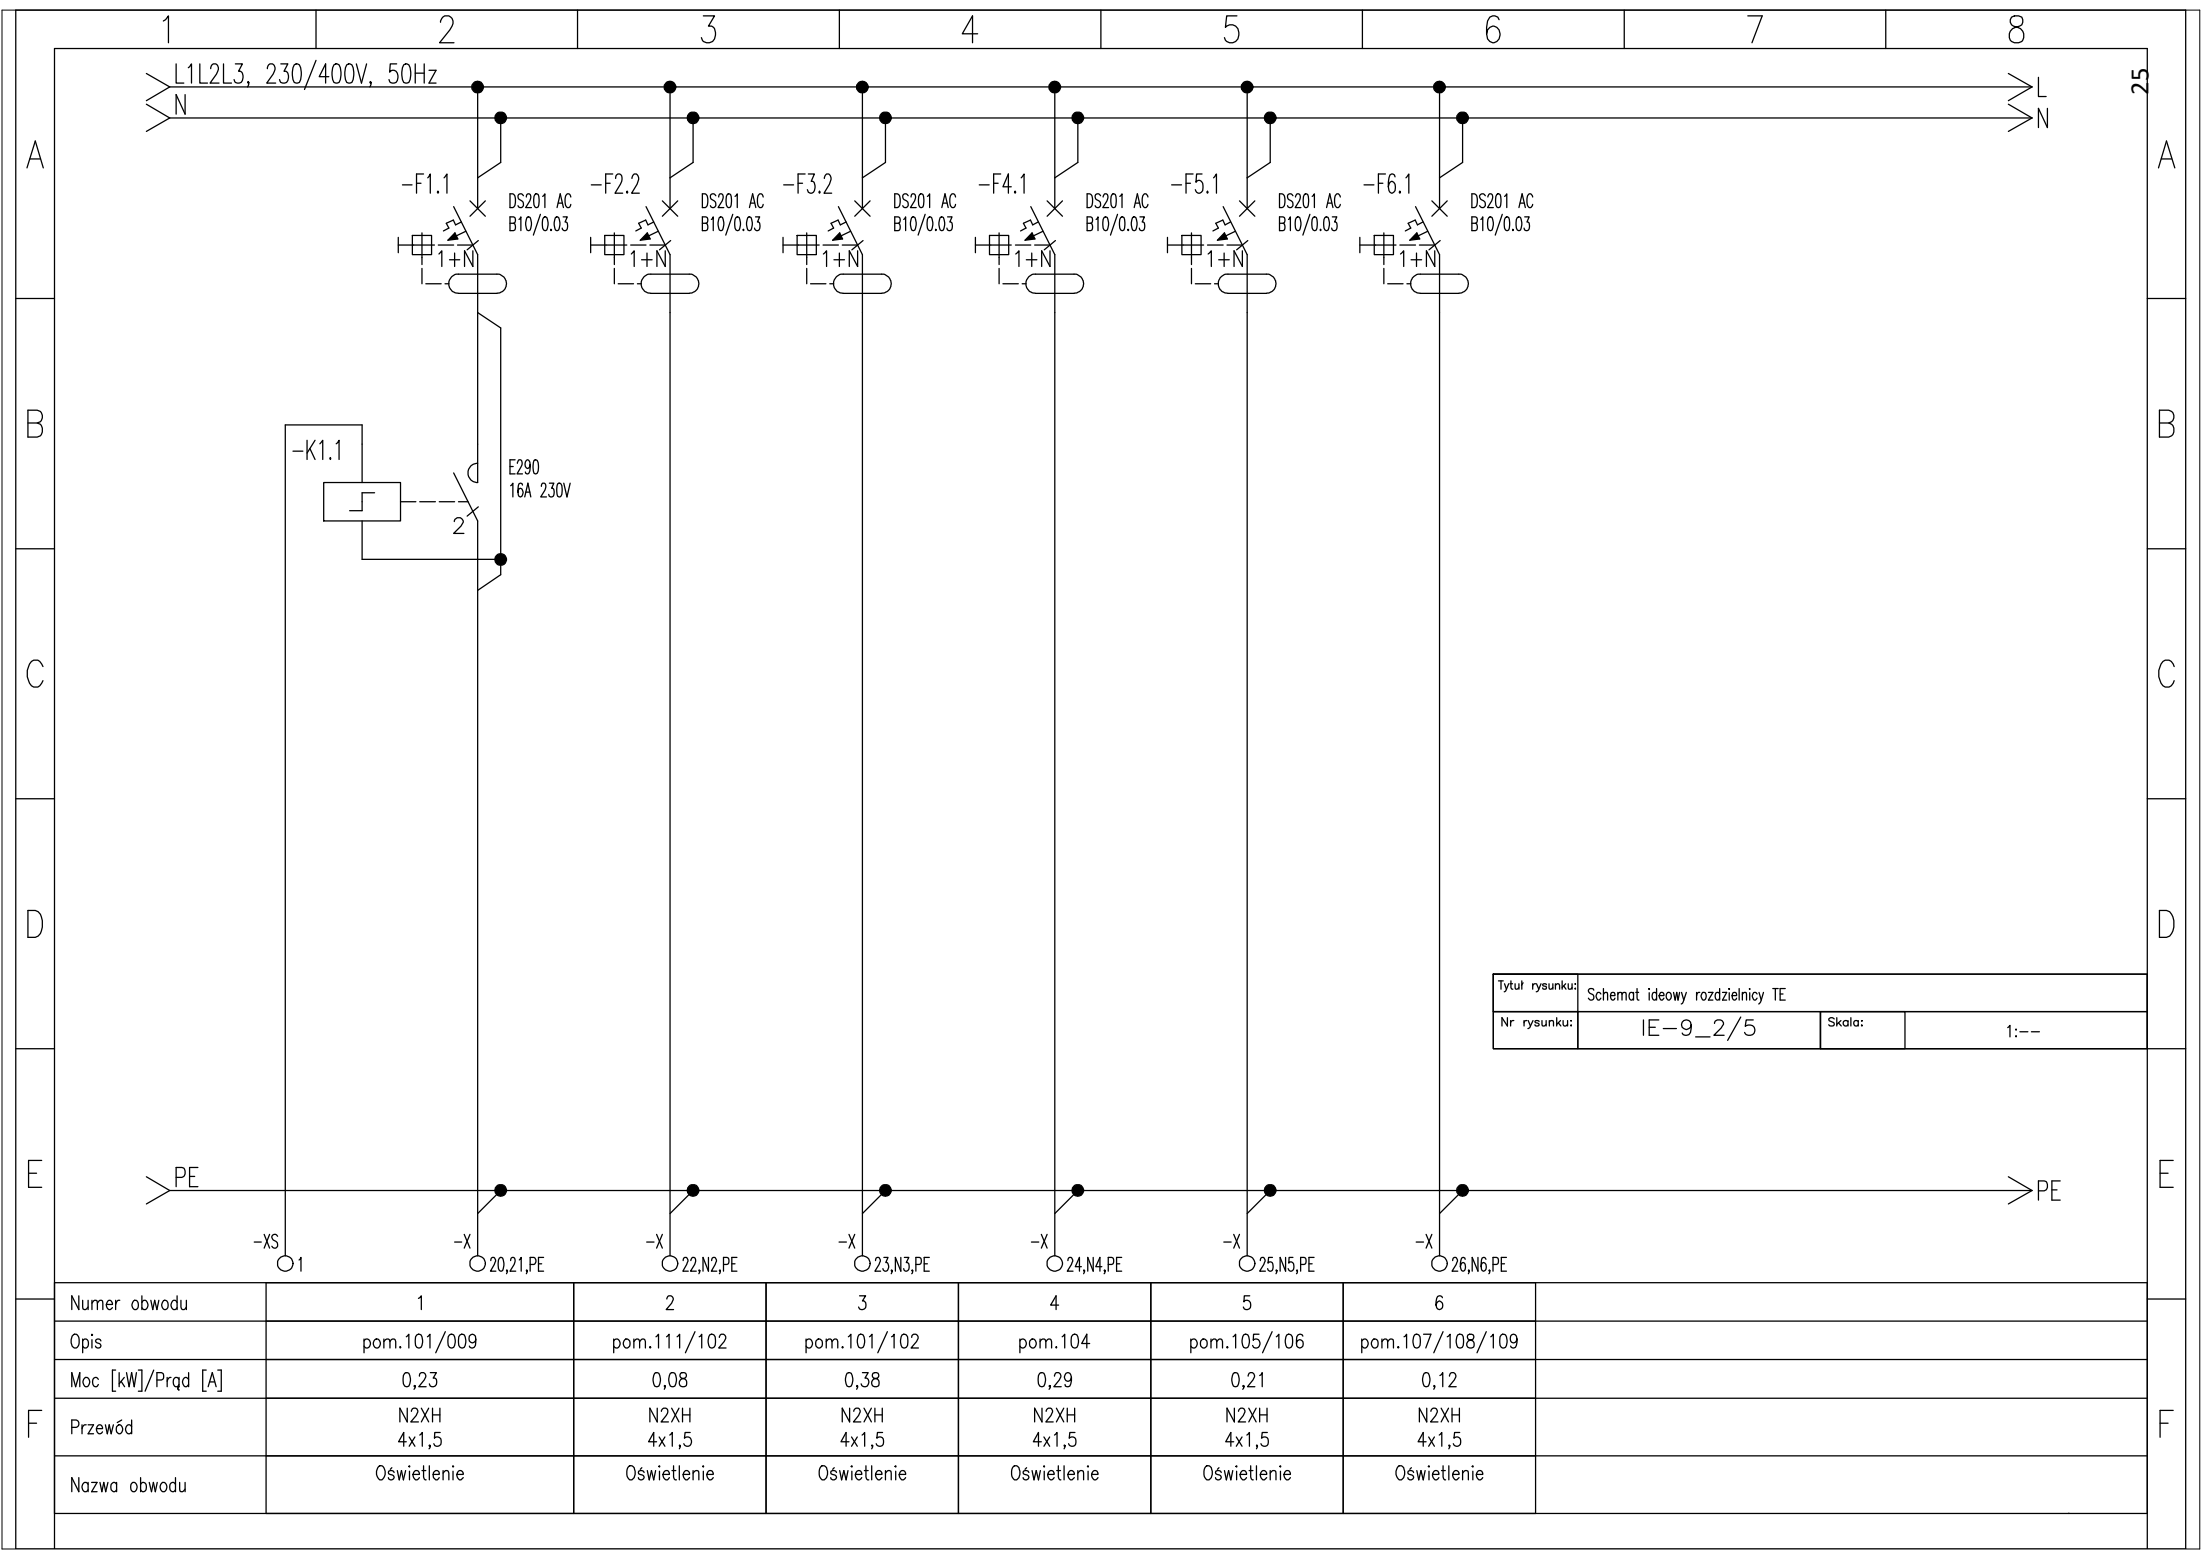 1 2 3 4 5 6 7 8
L1L2L3, 230/400V, 50Hz
L
25
N
N
A
A
-F1.1 -F2.2 -F3.2 -F4.1 -F5.1 -F6.1
DS201 AC DS201 AC DS201 AC DS201 AC DS201 AC DS201 AC
B10/0.03 B10/0.03 B10/0.03 B10/0.03 B10/0.03 B10/0.03
1+N 1+N 1+N 1+N 1+N 1+N
B
B
-K1.1
E290
16A 230V
2
C
C
D
D
Tytuł rysunku: Schemat ideowy rozdzielnicy TE
Nr rysunku: IE-9_2/5 Skala: 1:--
E
E
PE
PE
-XS -X -X -X -X -X -X
1 20,21,PE 22,N2,PE 23,N3,PE 24,N4,PE 25,N5,PE 26,N6,PE
Numer obwodu 1 2 3 4 5 6
Opis pom.101/009 pom.111/102 pom.101/102 pom.104 pom.105/106 pom.107/108/109
Moc [kW]/Prąd [A] 0,23 0,08 0,38 0,29 0,21 0,12
F
F
Przewód
N2XH N2XH N2XH N2XH N2XH N2XH
4x1,5 4x1,5 4x1,5 4x1,5 4x1,5 4x1,5
Nazwa obwodu Oświetlenie Oświetlenie Oświetlenie Oświetlenie Oświetlenie Oświetlenie